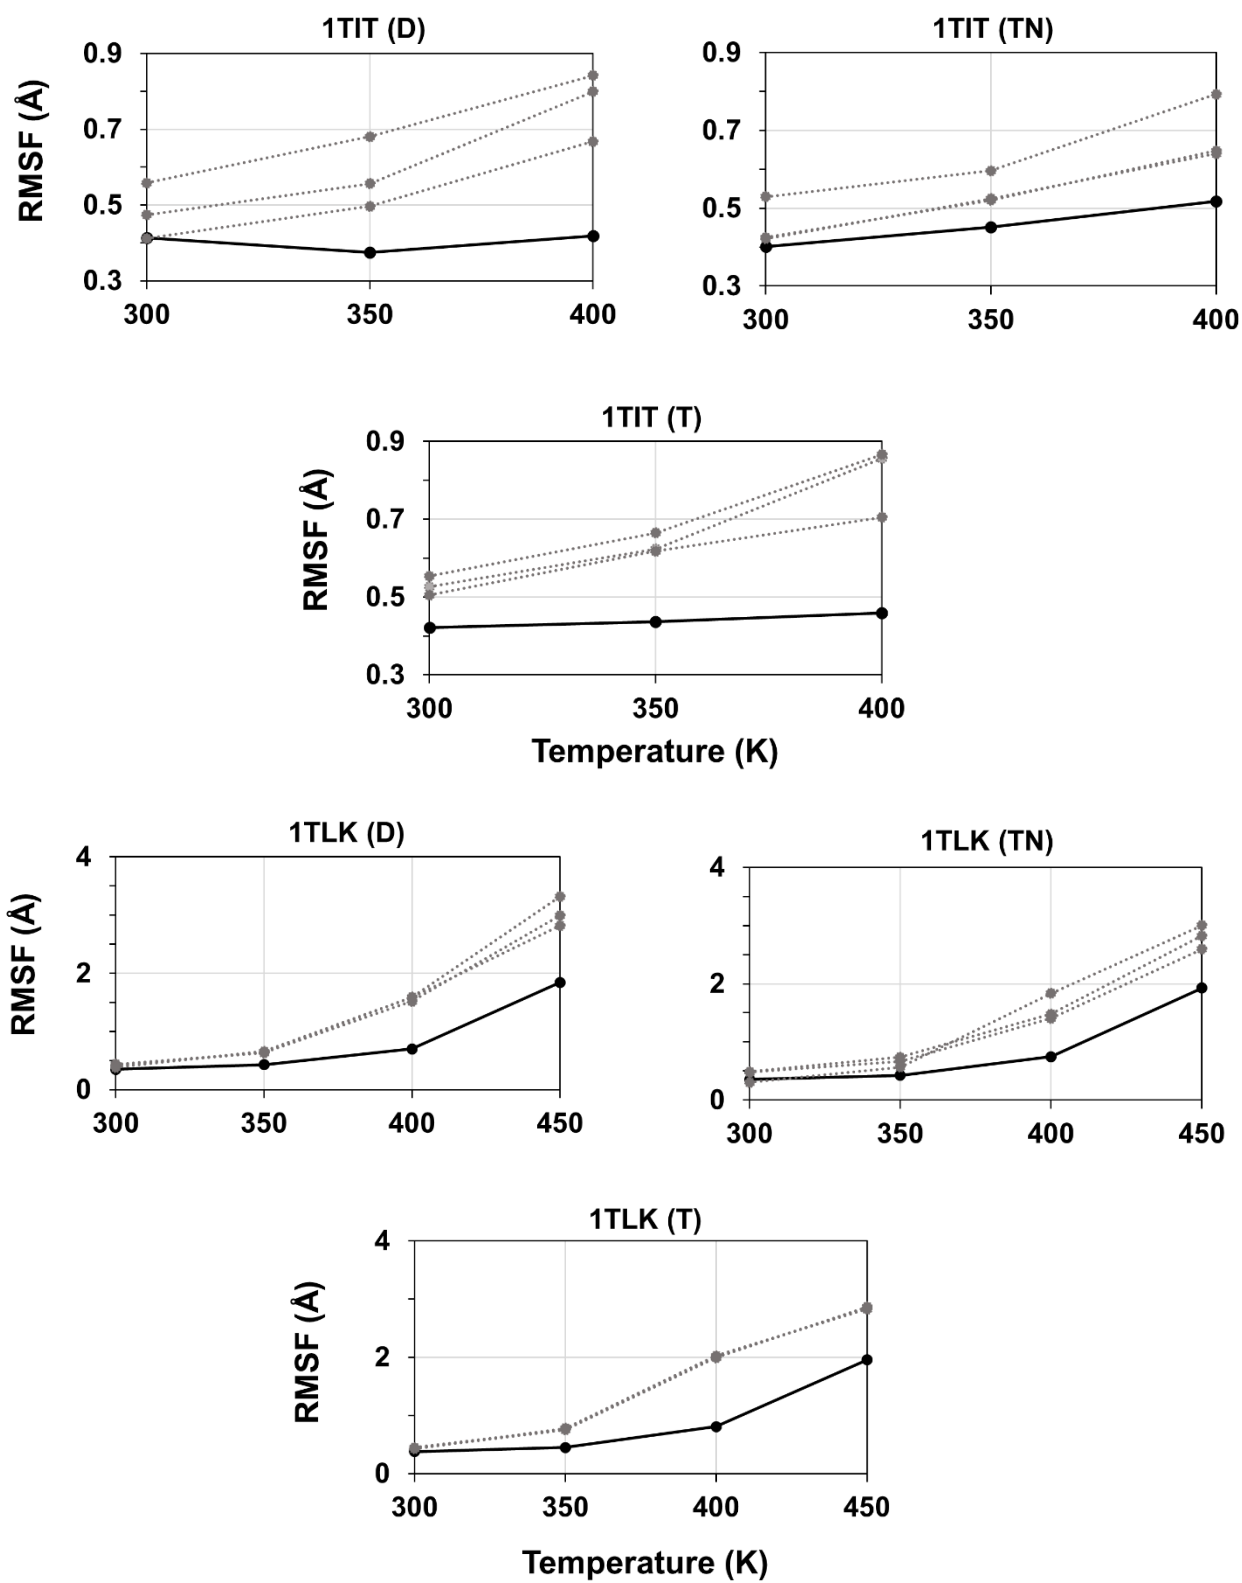 1TIT (D)
RMSF (Å)
0.9
0.7
0.5
0.3
300 350 400
1TIT (TN)
0.9
0.7
0.5
0.3
300 350 400
1TIT (T)
RMSF (Å)
0.9
0.7
0.5
0.3
300 350 400
Temperature (K)
1TLK (D)
RMSF (Å)
4
2
0
300 350 400 450
1TLK (TN)
4
2
0
300 350 400 450
1TLK (T)
RMSF (Å)
4
2
0
300 350 400 450
Temperature (K)